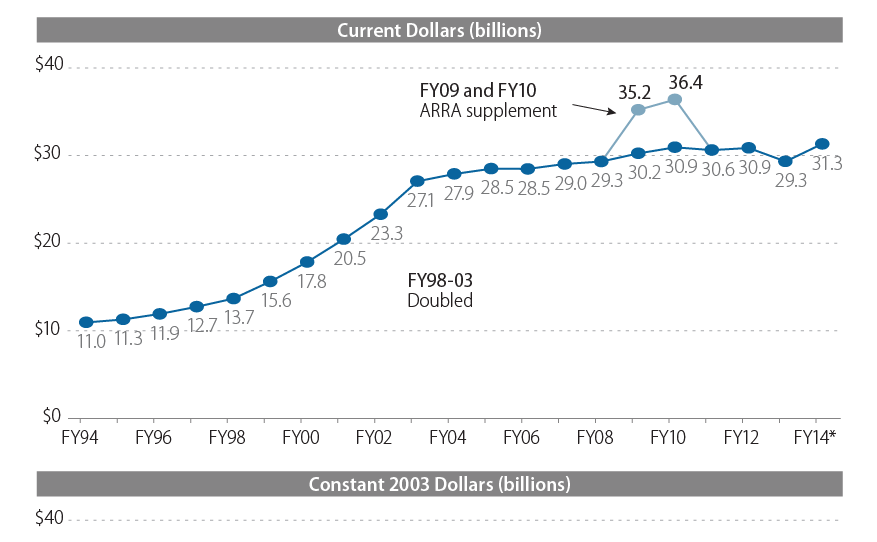 Current Dollars (billions)
$40
FY09 and FY10
ARRA supplement
35.2
36.4
$30
27.1 27.9 28.5 28.5 29.0 29.3 30.2 30.9 30.6 30.9 29.3 31.3
$20
23.3
20.5
17.8
15.6
FY98-03
Doubled
$10
11.0 11.3 11.9 12.7 13.7
$0
FY94 FY96 FY98 FY00 FY02 FY04 FY06 FY08 FY10 FY12 FY14*
Constant 2003 Dollars (billions)
$40